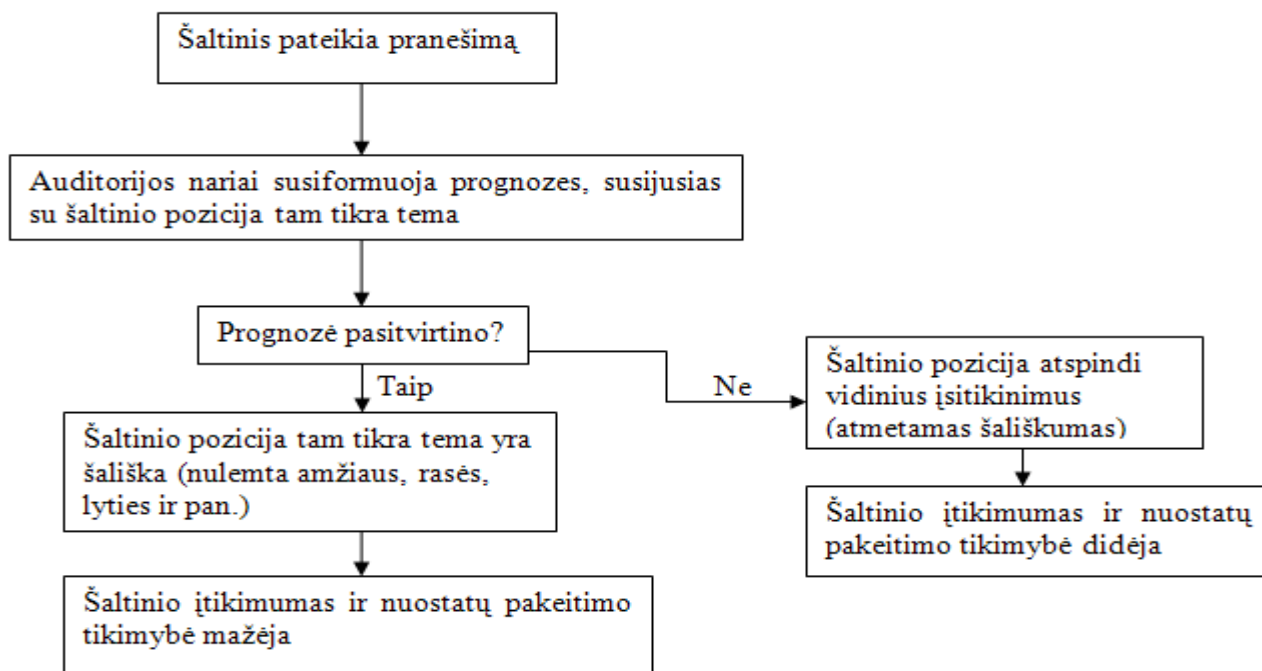 Šaltinis pateikia pranešimą
Auditorijos nariai susiformuoja prognozes, susijusias
su šaltinio pozicija tam tikra tema
Prognozė pasitvirtino?
Taip
Ne
Šaltinio pozicija tam tikra tema yra
šališka (nulemta amžiaus, rasės,
lyties ir pan.)
Šaltinio įtikimumas ir nuostatų pakeitimo
tikimybė mažėja
Šaltinio pozicija atspindi
vidinius įsitikinimus
(atmetamas šališkumas)
Šaltinio įtikimumas ir nuostatų
pakeitimo tikimybė didėja